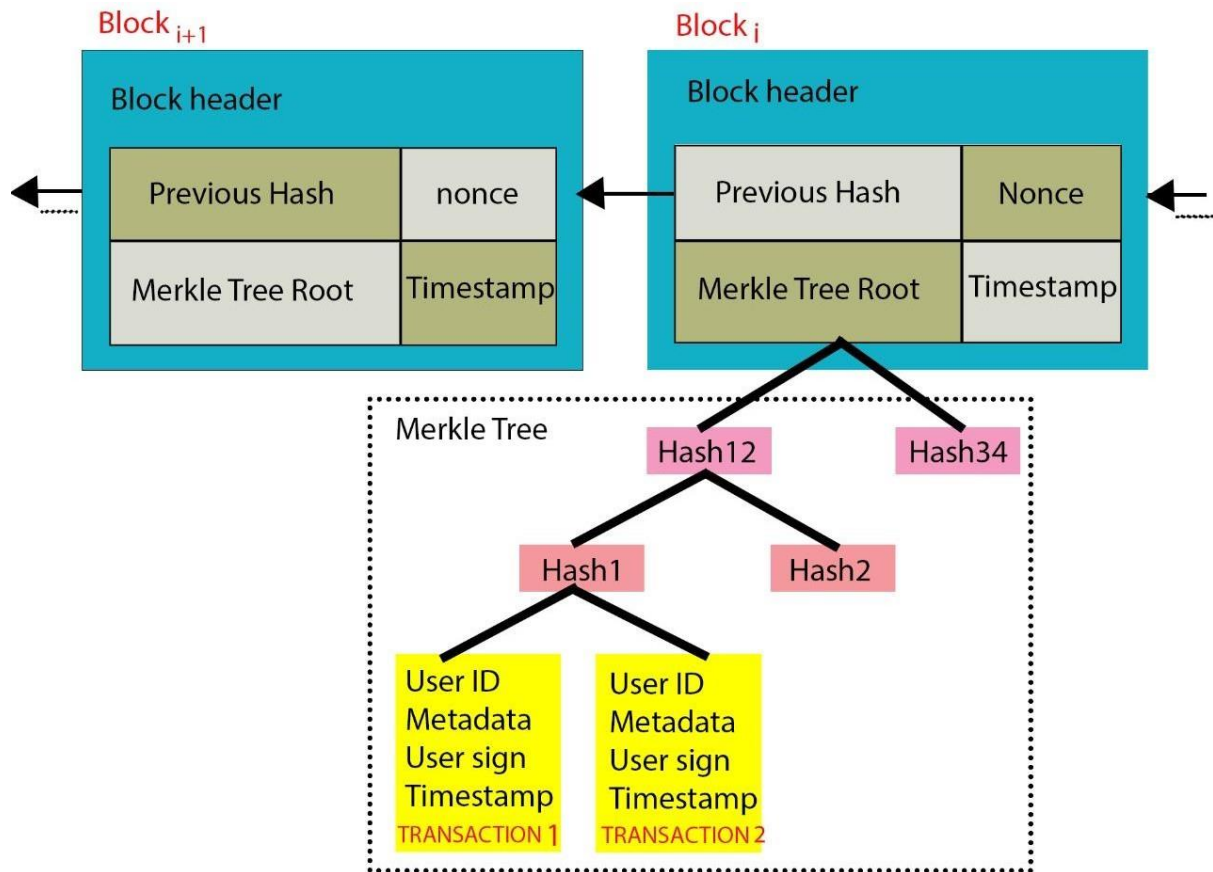 Block i+1
Block i
Block header
Block header
Previous Hash
nonce
Previous Hash
Nonce
Merkle Tree Root
Timestamp
Merkle Tree Root
Timestamp
Merkle Tree
Hash12
Hash34
Hash1
Hash2
User ID
Metadata
User sign
Timestamp
TRANSACTION 1
User ID
Metadata
User sign
Timestamp
TRANSACTION 2